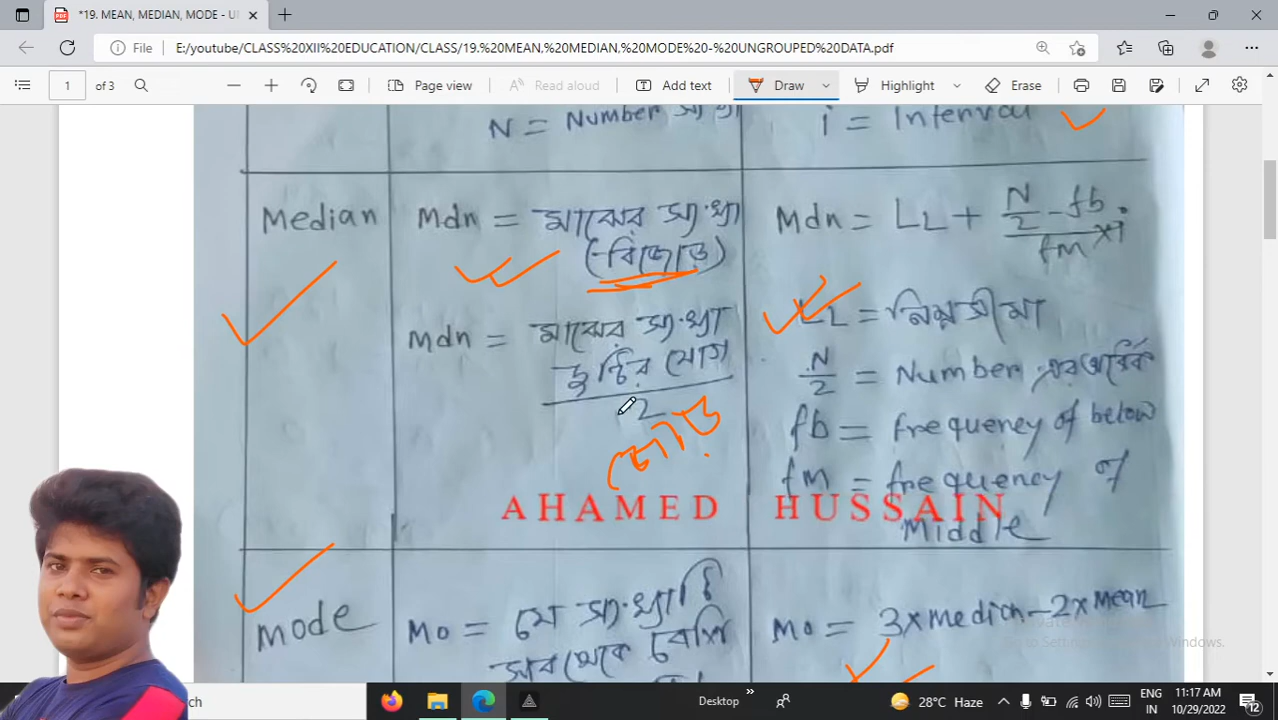 *19. MEAN, MEDIAN, MODE - U
File
E:/youtube/CLASS%20XII%20EDUCATION/CLASS/19.%20MEAN,%20MEDIAN,%20MODE%20-%20UNGROUPED%20DATA.pdf
1 of 3
Page view
Read aloud
Add text
Draw
Highlight
Erase
N = Number সংখ্যা
i = Interval
Median
Mdn = মাঝের সংখ্যা
(বিজোড়)
Mdn = মাঝের সংখ্যা
দুটির যোগ
2
জোড়
Mdn = LL + N/2 - fb / fm × i
LL = নিম্নসীমা
N/2 = Number এর অর্ধেক
fb = frequency of below
fm = frequency of
Middle
AHAMED HUSSAIN
Mode
Mo = যে সংখ্যাটি
সব থেকে বেশি
Mo = 3 x median - 2 x Mean
Desktop
28°C Haze
ENG
IN
11:17 AM
10/29/2022
12